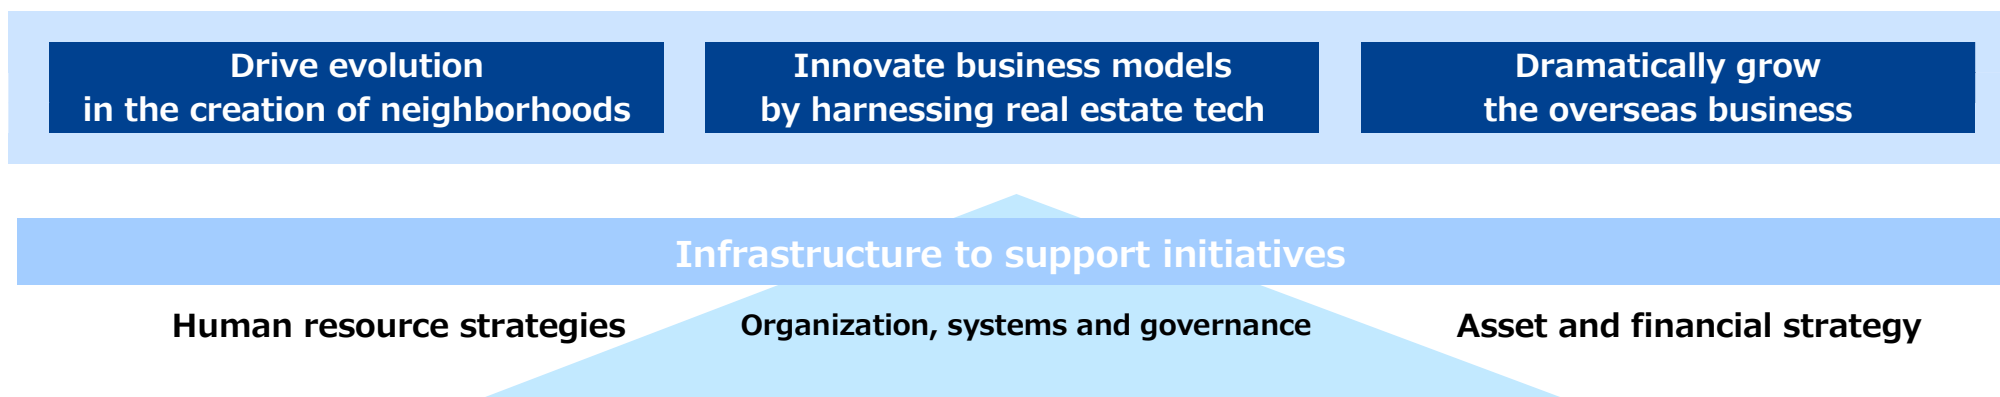 Drive evolution
in the creation of neighborhoods
Innovate business models
by harnessing real estate tech
Dramatically grow
the overseas business
Infrastructure to support initiatives
Human resource strategies
Organization, systems and governance
Asset and financial strategy